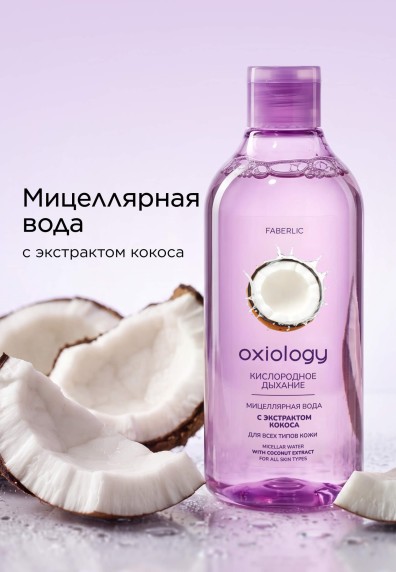 Мицеллярная
вода
с экстрактом кокоса
FABERLIC
oxiology
КИСЛОРОДНОЕ
ДЫХАНИЕ
МИЦЕЛЛЯРНАЯ ВОДА
С ЭКСТРАКТОМ
КОКОСА
ДЛЯ ВСЕХ ТИПОВ КОЖИ
MICELLAR WATER
WITH COCONUT EXTRACT
FOR ALL SKIN TYPES